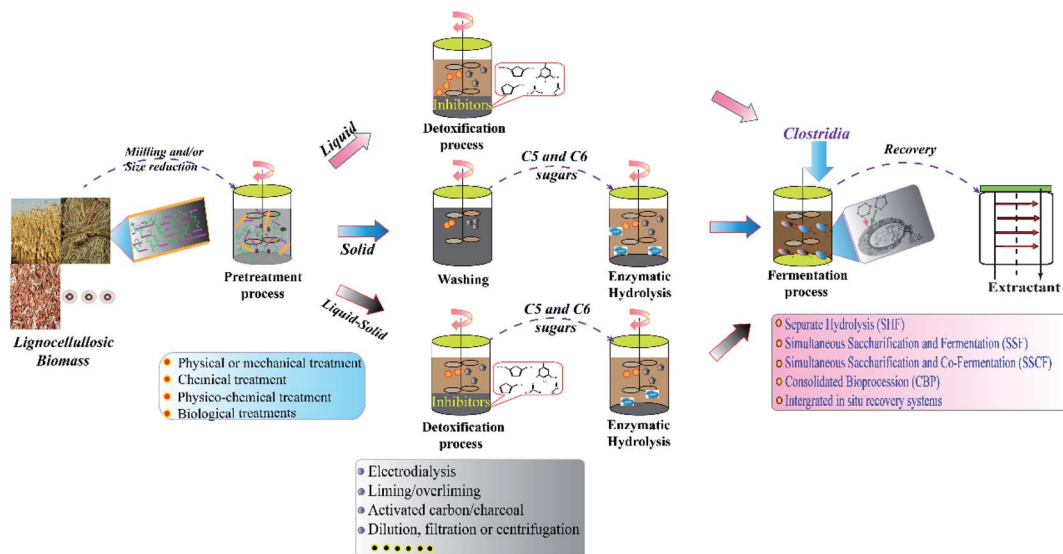 Miilling and/or
Size reduction
Lignocellullosic
Biomass
Pretreatment
process
Physical or mechanical treatment
Chemical treatment
Physico-chemical treatment
Biological treatments
Liquid
Solid
Liquid-Solid
Inhibitors
Detoxification
process
C5 and C6
sugars
Washing
Enzymatic
Hydrolysis
C5 and C6
sugars
Inhibitors
Detoxification
process
Enzymatic
Hydrolysis
Electrodialysis
Liming/overliming
Activated carbon/charcoal
Dilution, filtration or centrifugation
Clostridia
Recovery
Fermentation
process
Extractant
Separate Hydrolysis (SHF)
Simultaneous Saccharification and Fermentation (SSF)
Simultaneous Saccharification and Co-Fermentation (SSCF)
Consolidated Bioprocession (CBP)
Intergrated in situ recovery systems